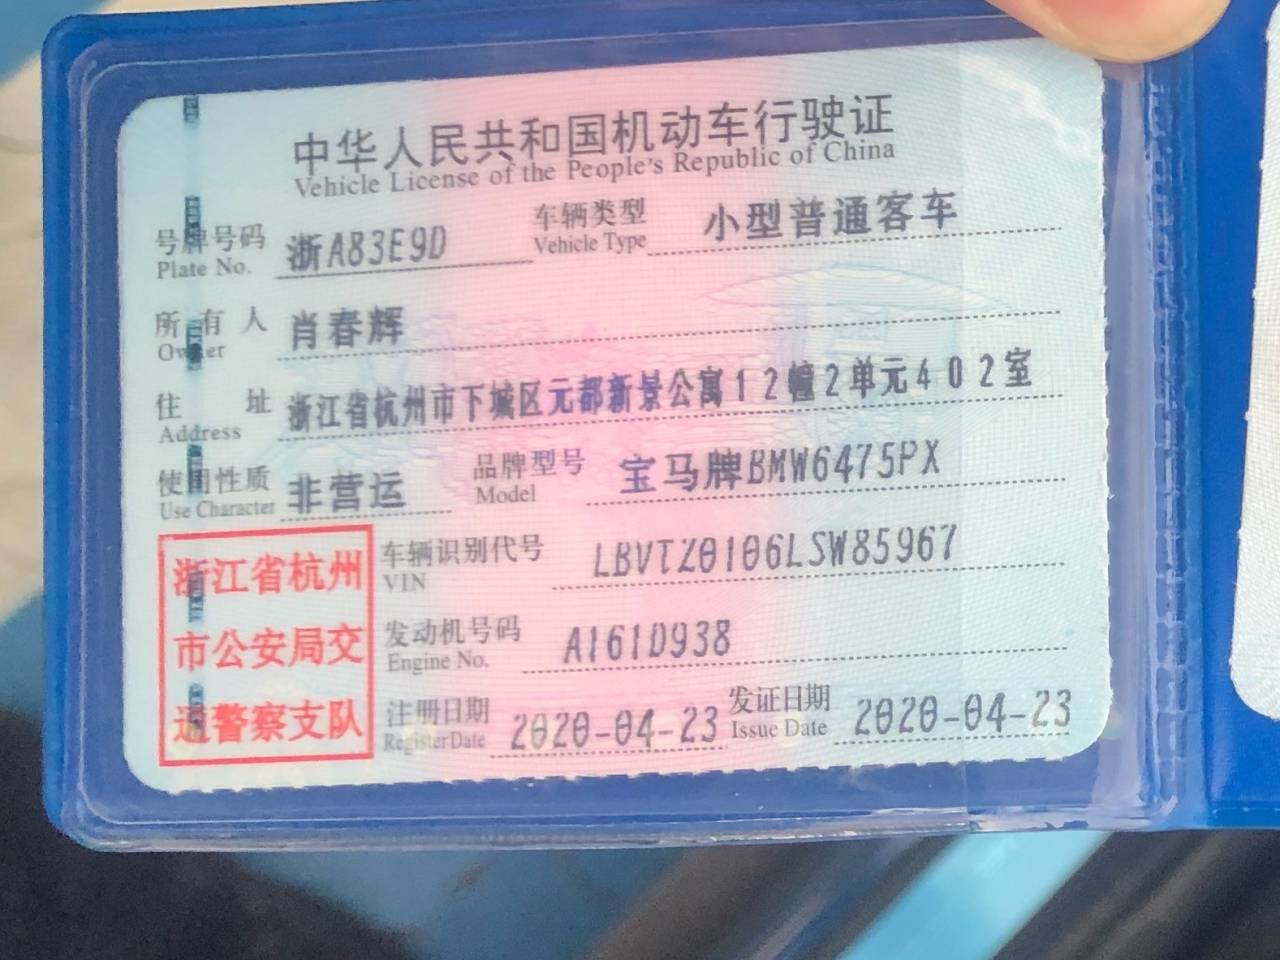 中华人民共和国机动车行驶证
Vehicle License of the People's Republic of China
号牌号码 浙A83E9D 车辆类型 小型普通客车
Plate No. Vehicle Type
所有人 肖春辉
Owner
住址 浙江省杭州市下城区元都新景公寓12幢2单元402室
Address
使用性质 非营运 品牌型号 宝马牌BMW6475PX
Use Character Model
车辆识别代号 LBVTZ0106LSW85967
VIN
发动机号码 A161D938
Engine No.
注册日期 2020-04-23 发证日期 2020-04-23
Register Date Issue Date
浙江省杭州
市公安局交
通警察支队